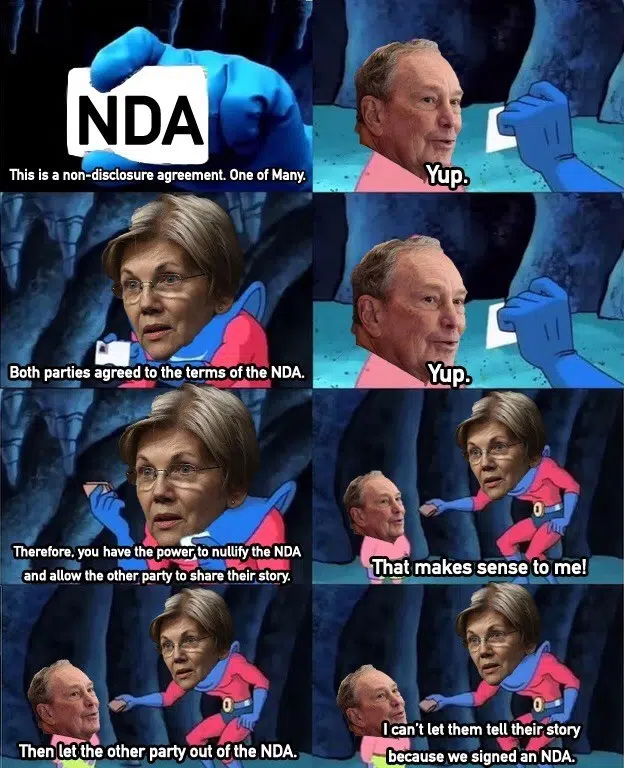 NDA
This is a non-disclosure agreement. One of Many.
Yup.
Both parties agreed to the terms of the NDA.
Yup.
Therefore, you have the power to nullify the NDA
and allow the other party to share their story.
That makes sense to me!
Then let the other party out of the NDA.
I can't let them tell their story
because we signed an NDA.